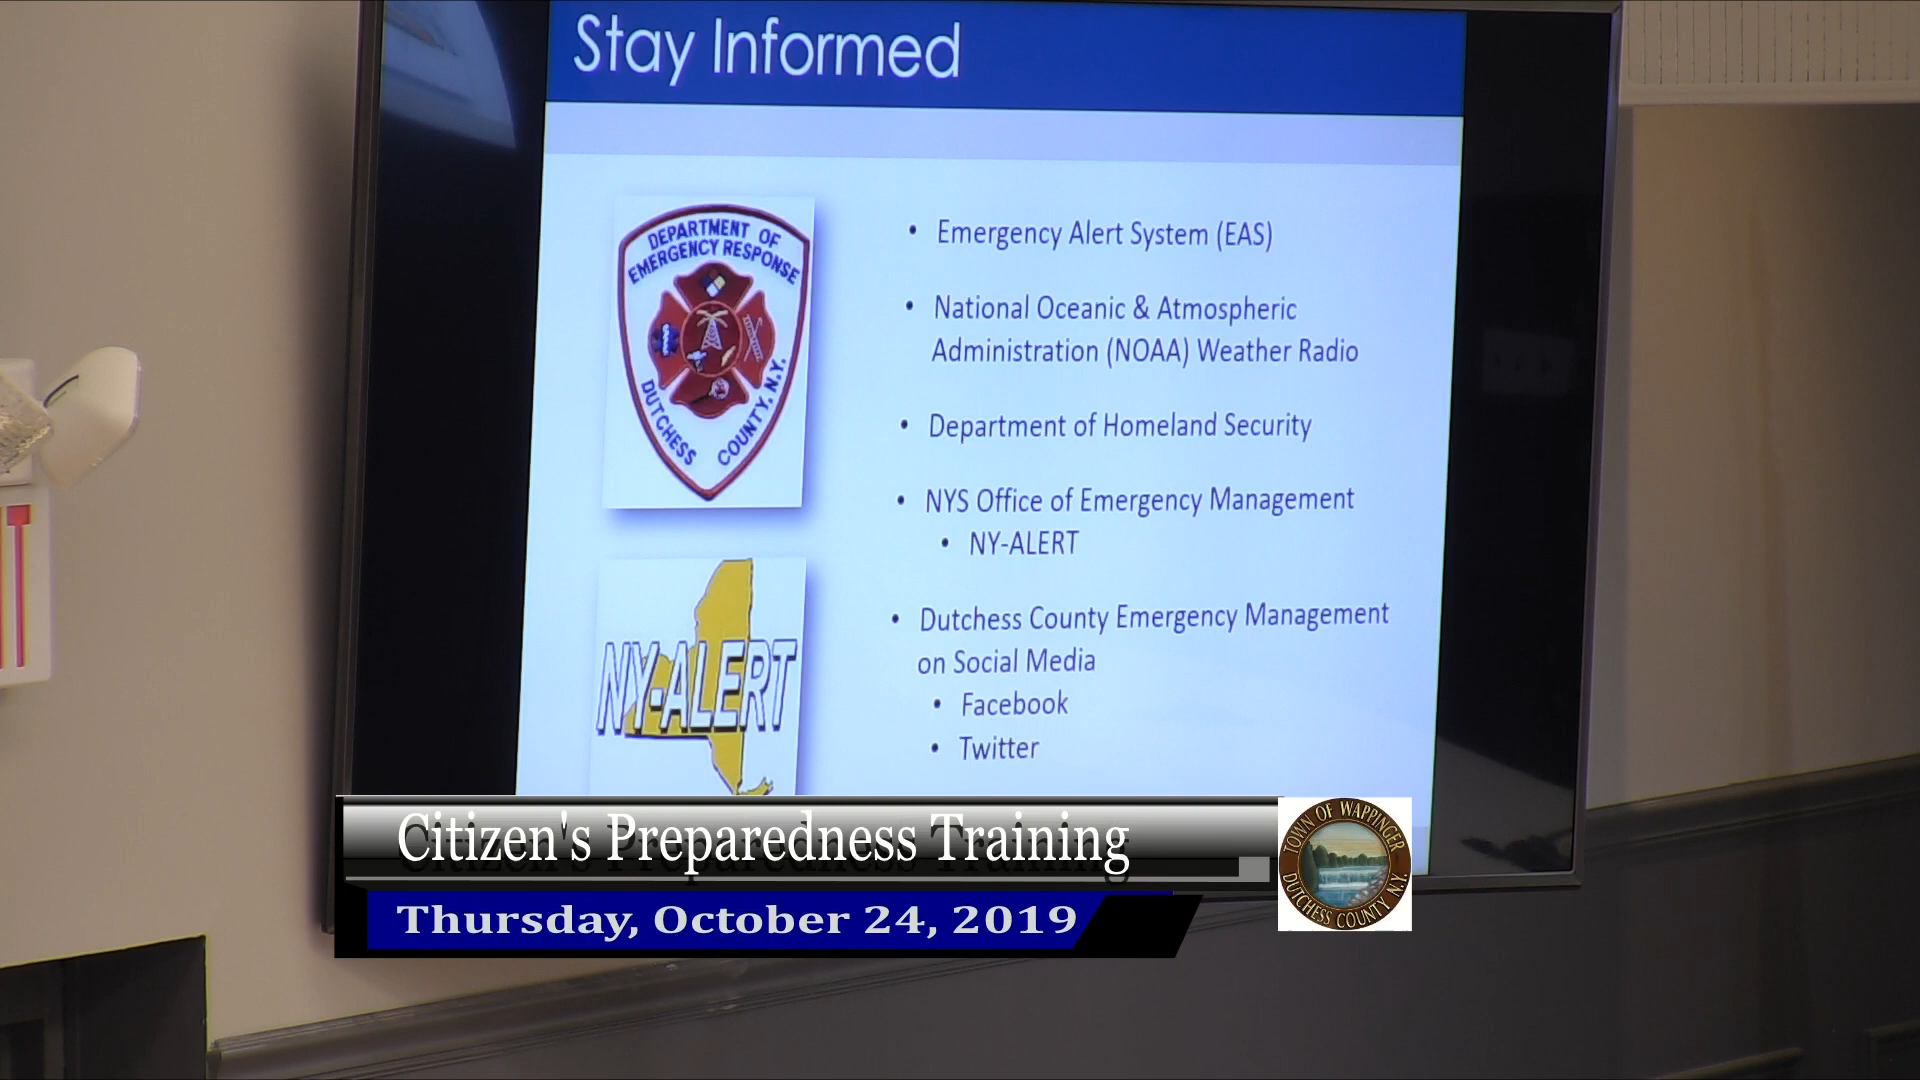 Stay Informed
DEPARTMENT OF
EMERGENCY RESPONSE
DUTCHESS COUNTY, N.Y.
• Emergency Alert System (EAS)
• National Oceanic & Atmospheric
Administration (NOAA) Weather Radio
• Department of Homeland Security
• NYS Office of Emergency Management
• NY-ALERT
NY-ALERT
• Dutchess County Emergency Management
on Social Media
• Facebook
• Twitter
Citizen's Preparedness Training
Thursday, October 24, 2019
TOWN OF WAPPINGER
DUTCHESS COUNTY N.Y.